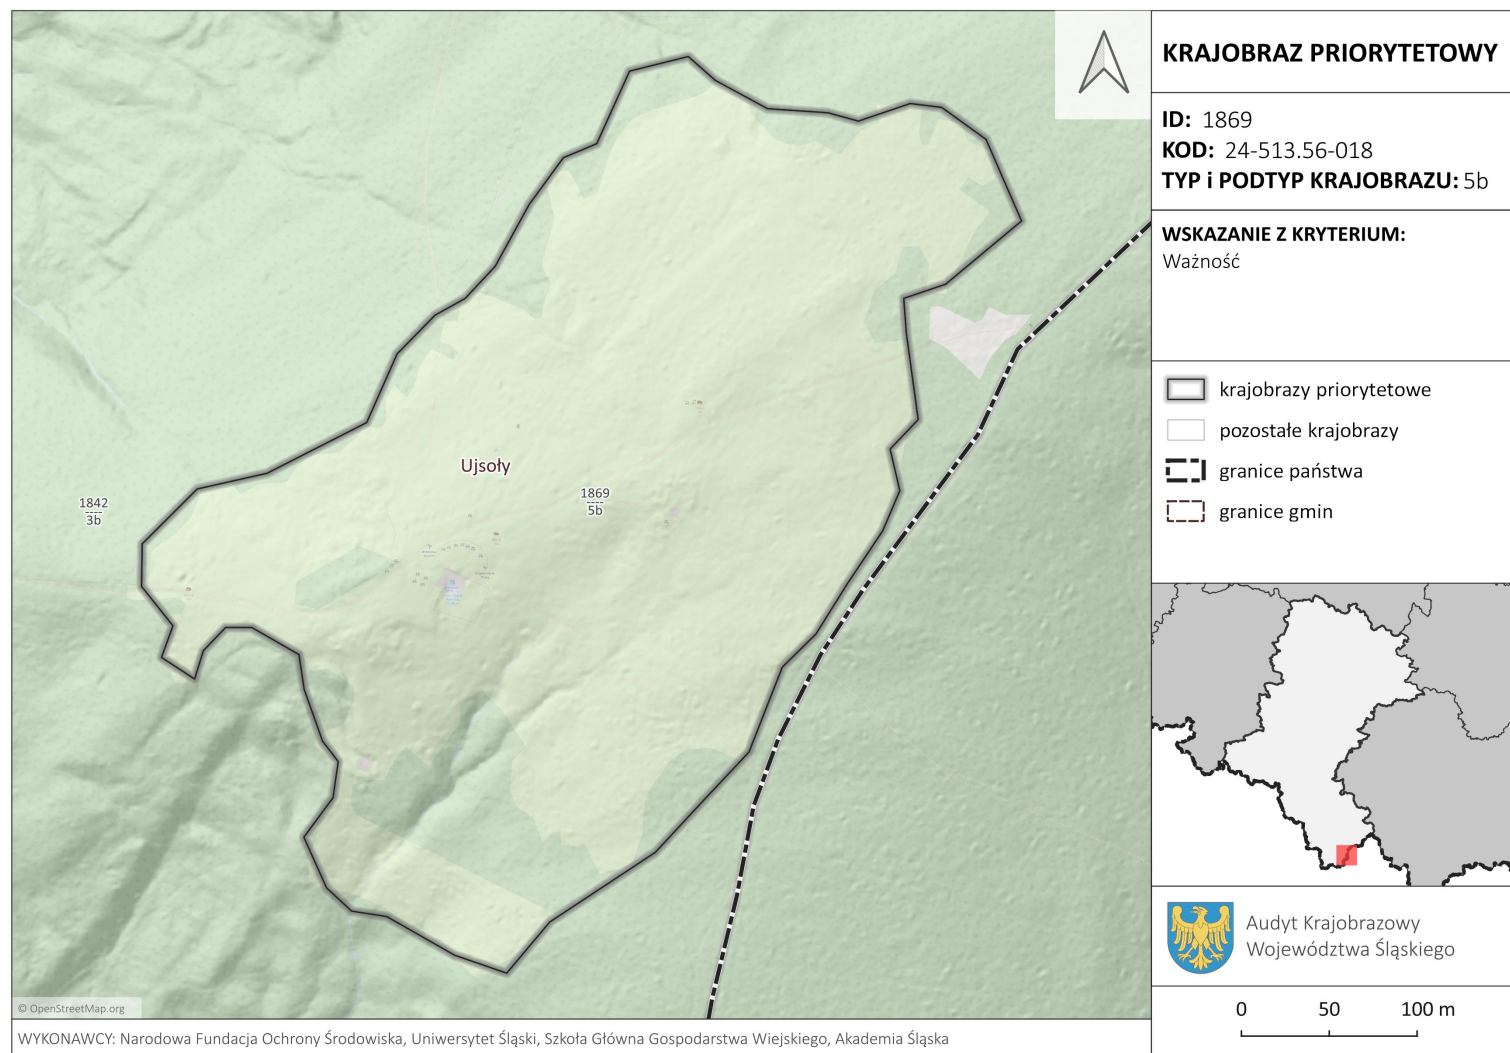 KRAJOBRAZ PRIORYTETOWY
ID: 1869
KOD: 24-513.56-018
TYP i PODTYP KRAJOBRAZU: 5b
WSKAZANIE Z KRYTERIUM:
Ważność
krajobrazy priorytetowe
pozostałe krajobrazy
granice państwa
granice gmin
Ujsoły
1842
3b
1869
5b
Audyt Krajobrazowy
Województwa Śląskiego
0 50 100 m
© OpenStreetMap.org
WYKONAWCY: Narodowa Fundacja Ochrony Środowiska, Uniwersytet Śląski, Szkoła Główna Gospodarstwa Wiejskiego, Akademia Śląska